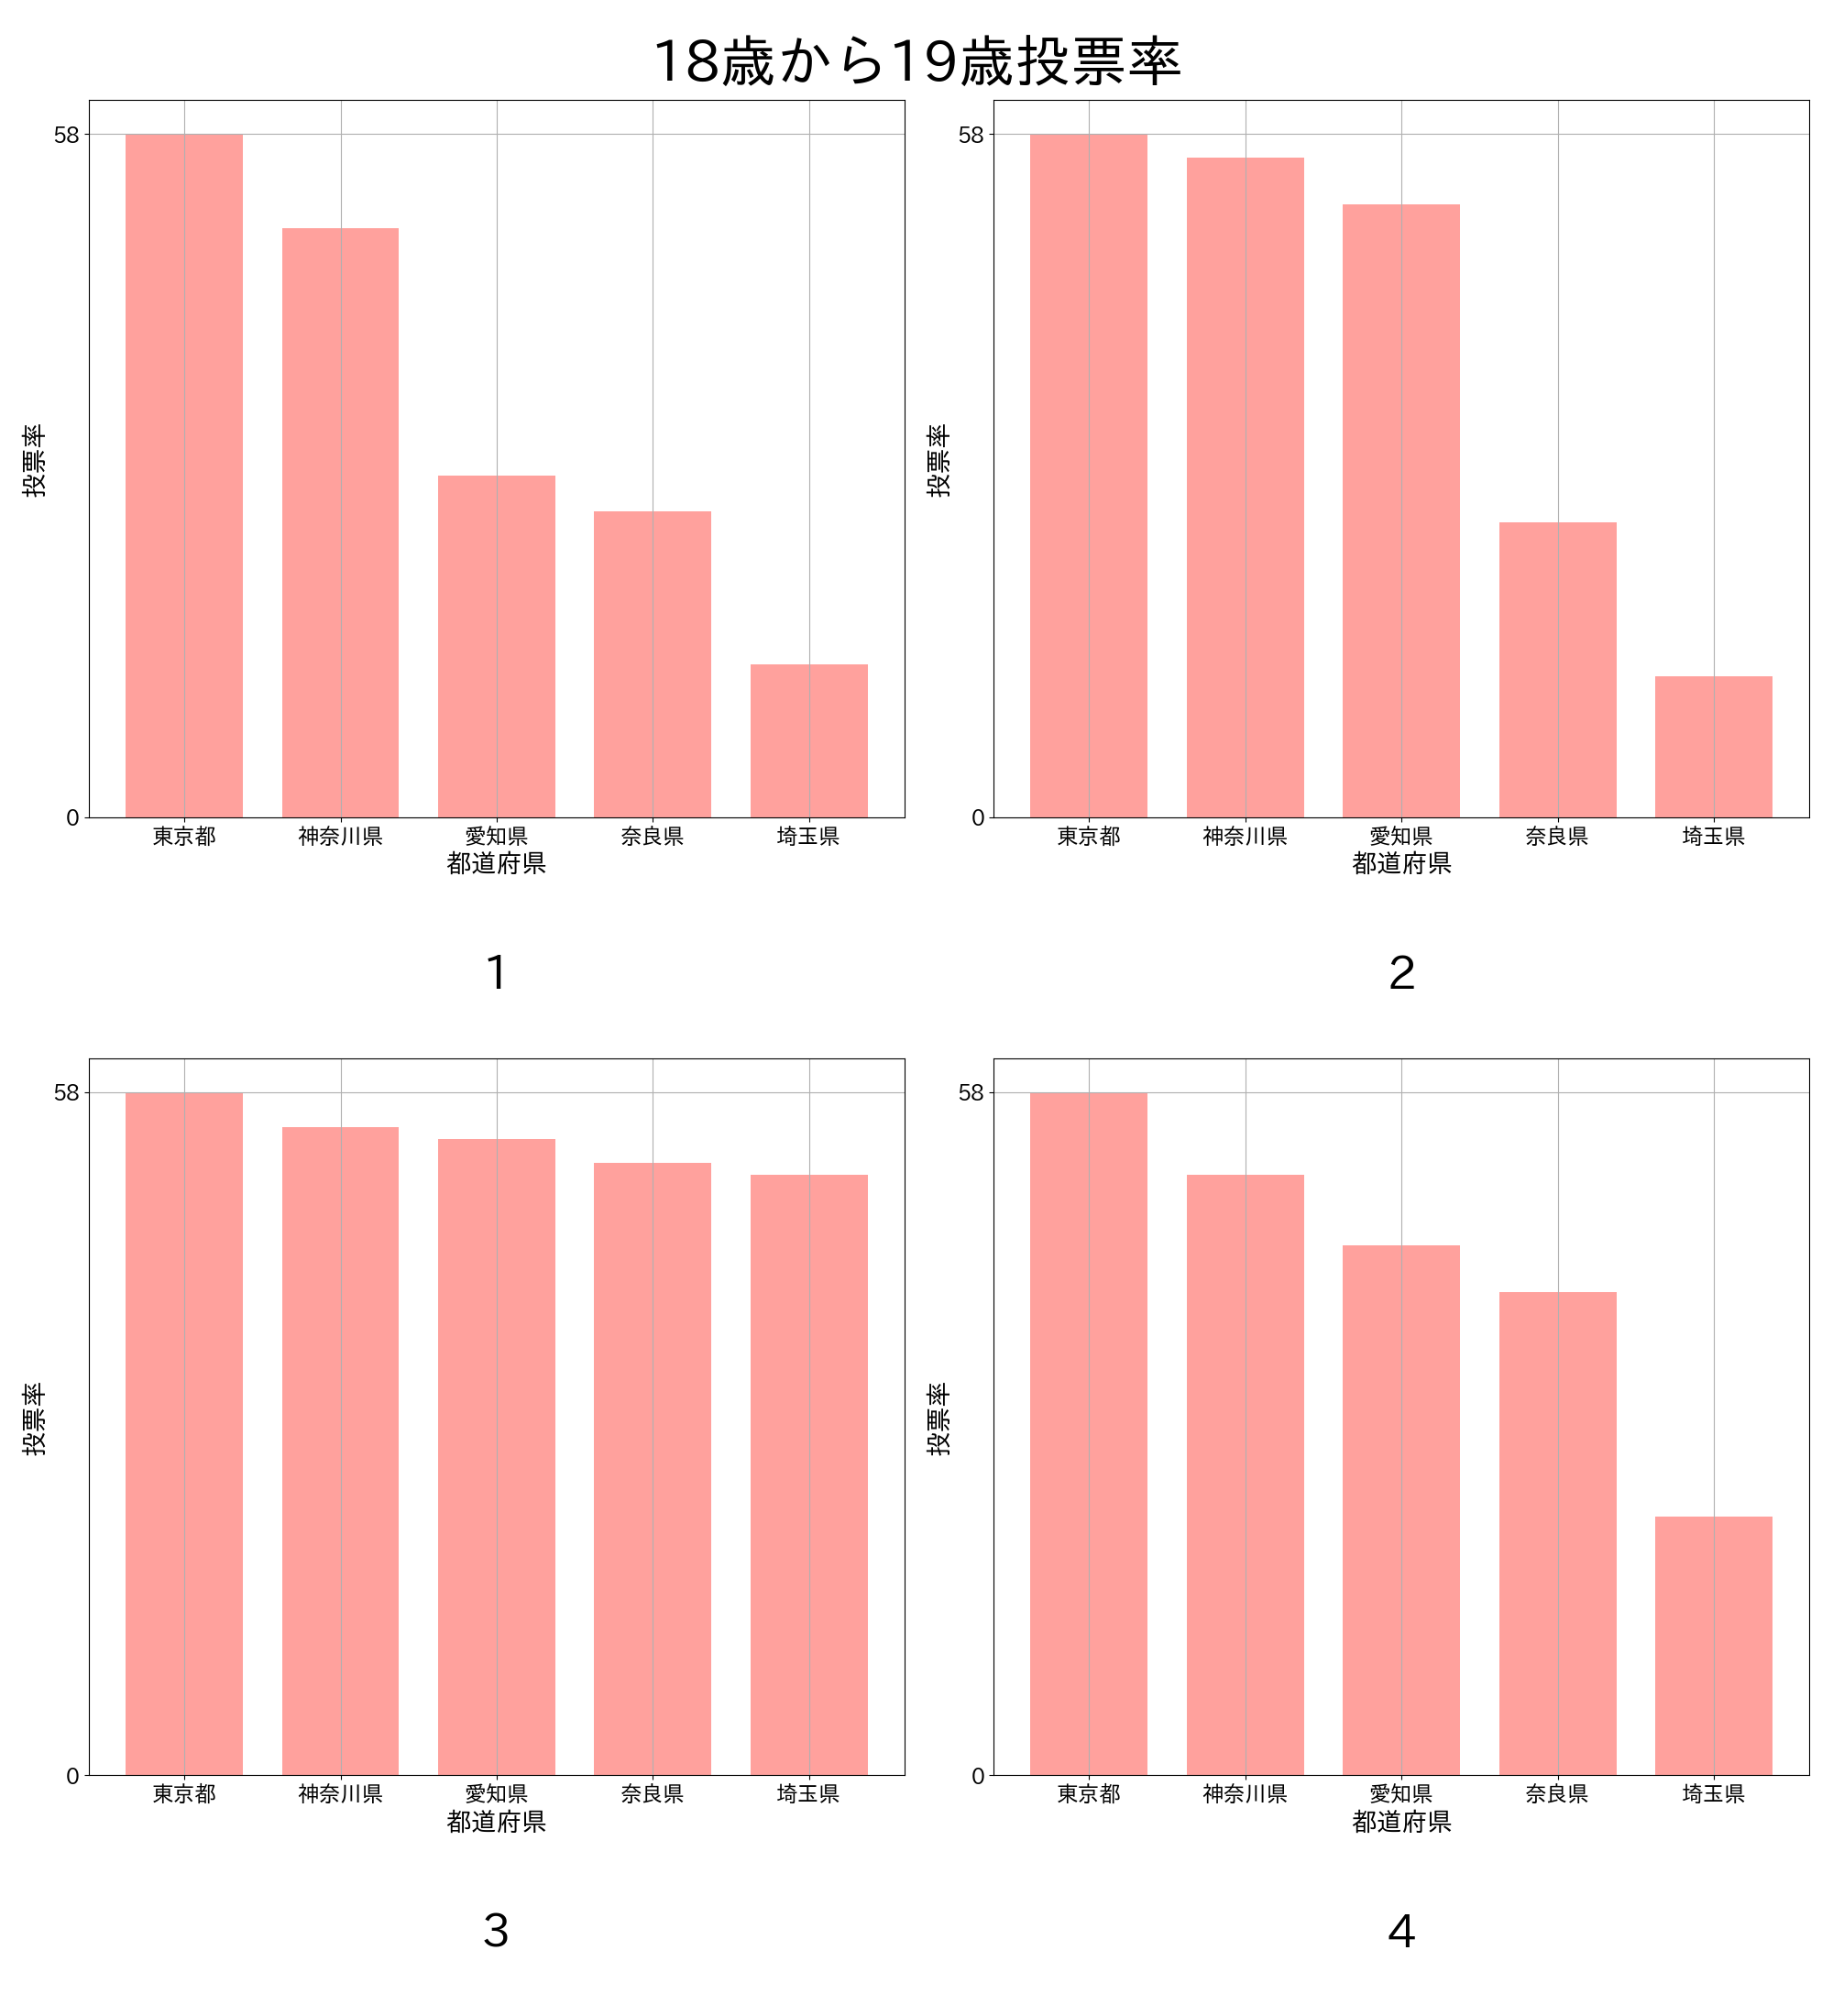 18歳から19歳投票率
58
0
投票率
東京都 神奈川県 愛知県 奈良県 埼玉県
都道府県
1
58
0
投票率
東京都 神奈川県 愛知県 奈良県 埼玉県
都道府県
2
58
0
投票率
東京都 神奈川県 愛知県 奈良県 埼玉県
都道府県
3
58
0
投票率
東京都 神奈川県 愛知県 奈良県 埼玉県
都道府県
4